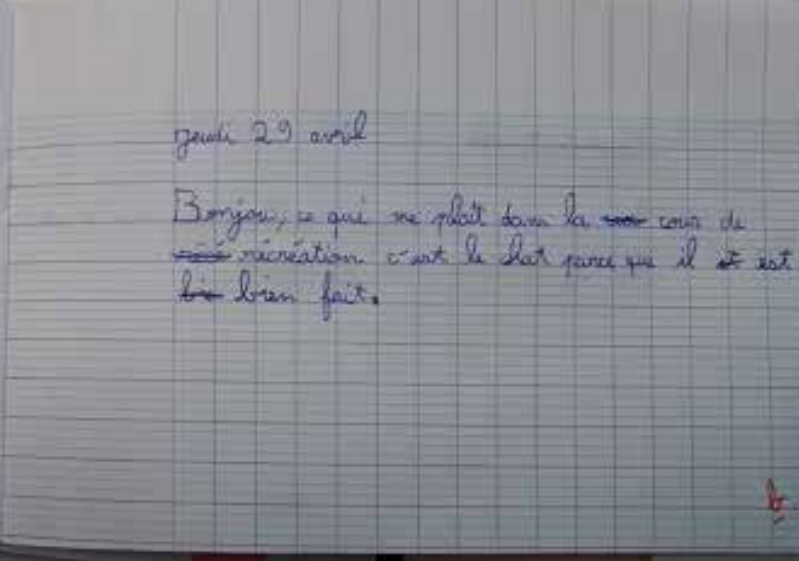 jeudi 29 avril
Bonjou, ce qui me plaît dans la cour de
récréation c'est le chat parce que il est
bien fait.
b